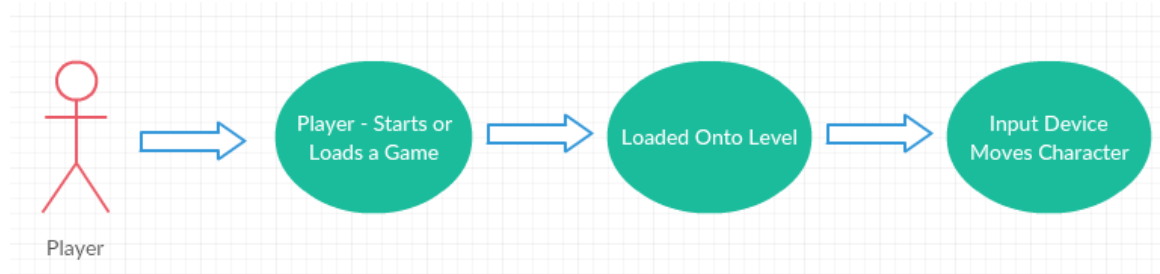 Player - Starts or
Loads a Game
Loaded Onto Level
Input Device
Moves Character
Player